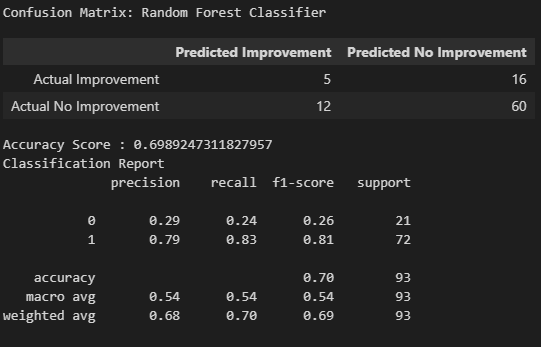 Confusion Matrix: Random Forest Classifier
Predicted Improvement Predicted No Improvement
Actual Improvement 5 16
Actual No Improvement 12 60
Accuracy Score : 0.6989247311827957
Classification Report
precision recall f1-score support
0 0.29 0.24 0.26 21
1 0.79 0.83 0.81 72
accuracy 0.70 93
macro avg 0.54 0.54 0.54 93
weighted avg 0.68 0.70 0.69 93